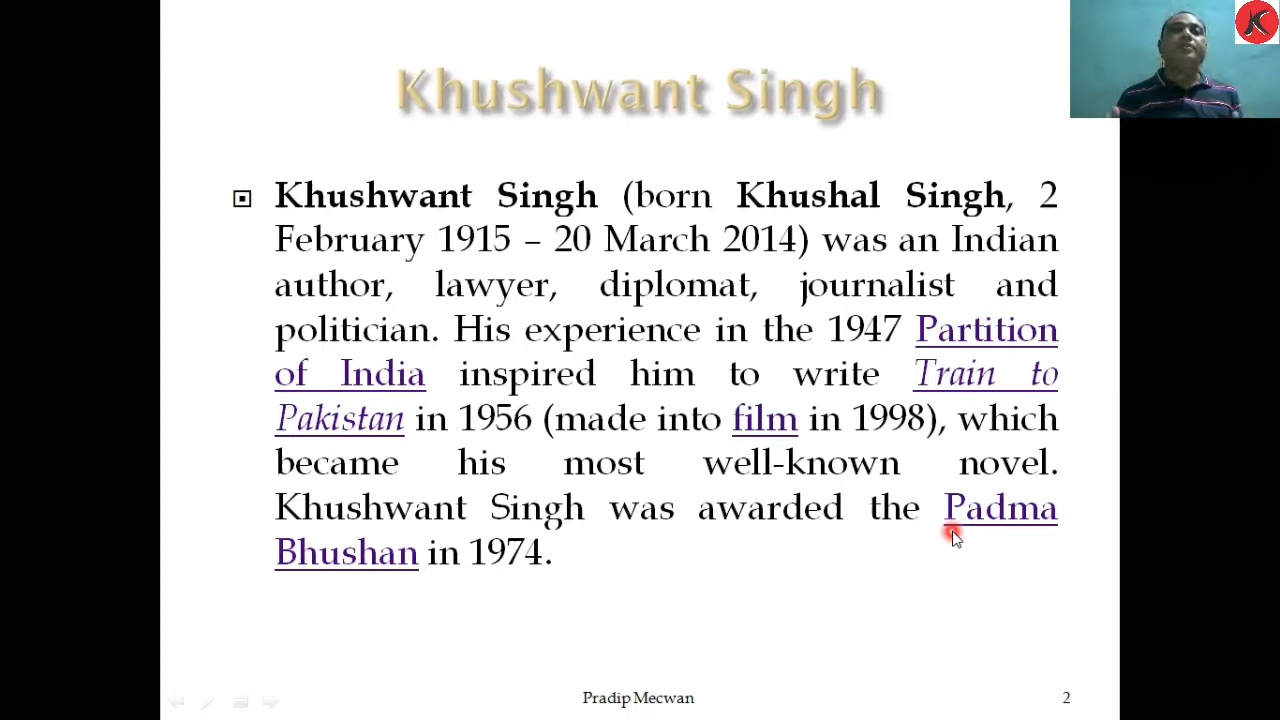 Khushwant Singh
Khushwant Singh (born Khushal Singh, 2
February 1915 – 20 March 2014) was an Indian
author, lawyer, diplomat, journalist and
politician. His experience in the 1947 Partition
of India inspired him to write Train to
Pakistan in 1956 (made into film in 1998), which
became his most well-known novel.
Khushwant Singh was awarded the Padma
Bhushan in 1974.
Pradip Mecwan
2
K